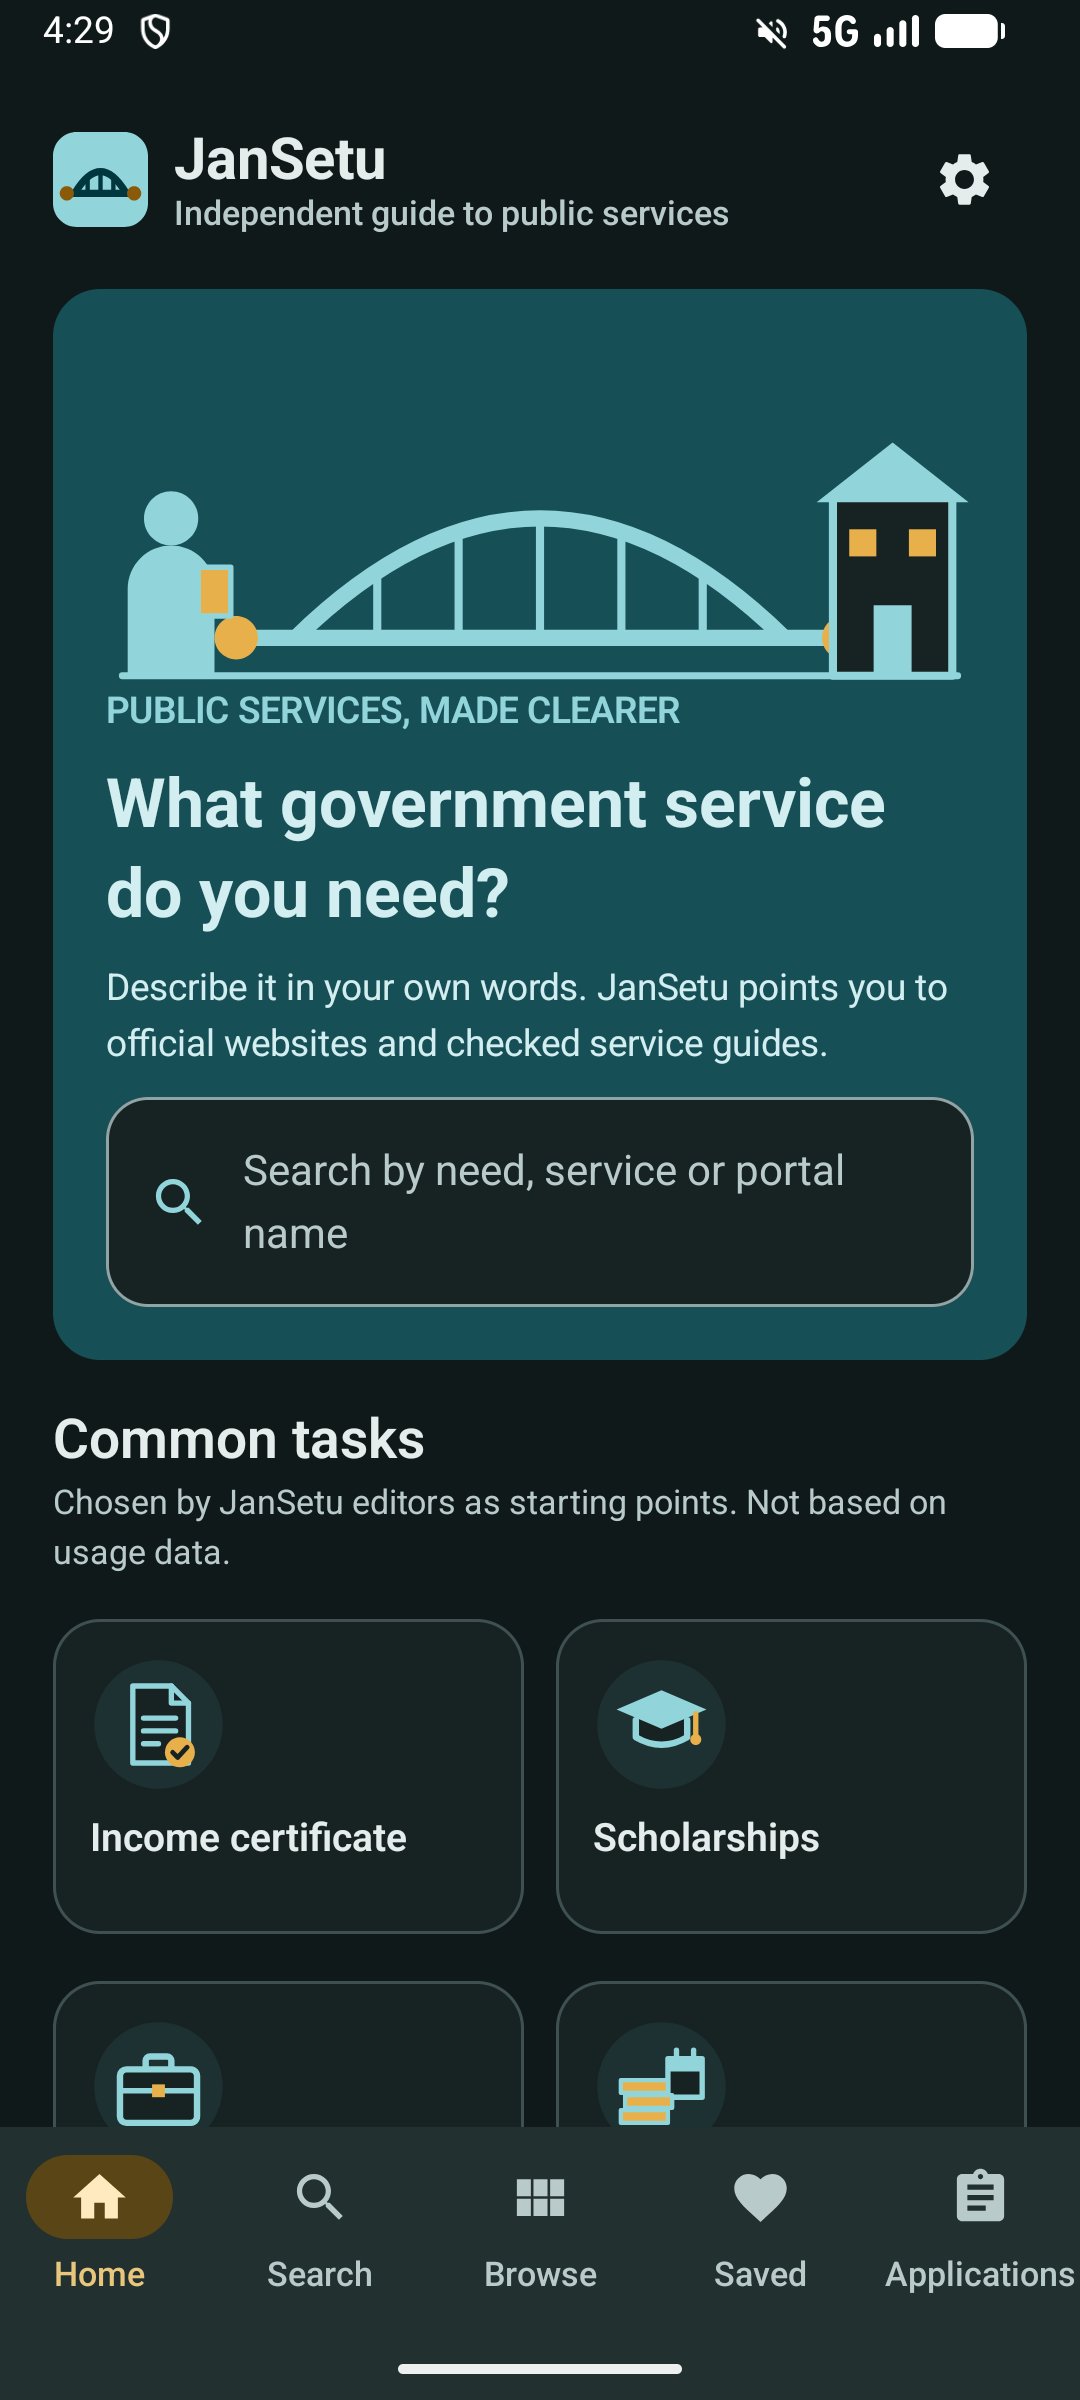 4:29
5G
JanSetu
Independent guide to public services
PUBLIC SERVICES, MADE CLEARER
What government service
do you need?
Describe it in your own words. JanSetu points you to
official websites and checked service guides.
Search by need, service or portal
name
Common tasks
Chosen by JanSetu editors as starting points. Not based on
usage data.
Income certificate
Scholarships
Home
Search
Browse
Saved
Applications